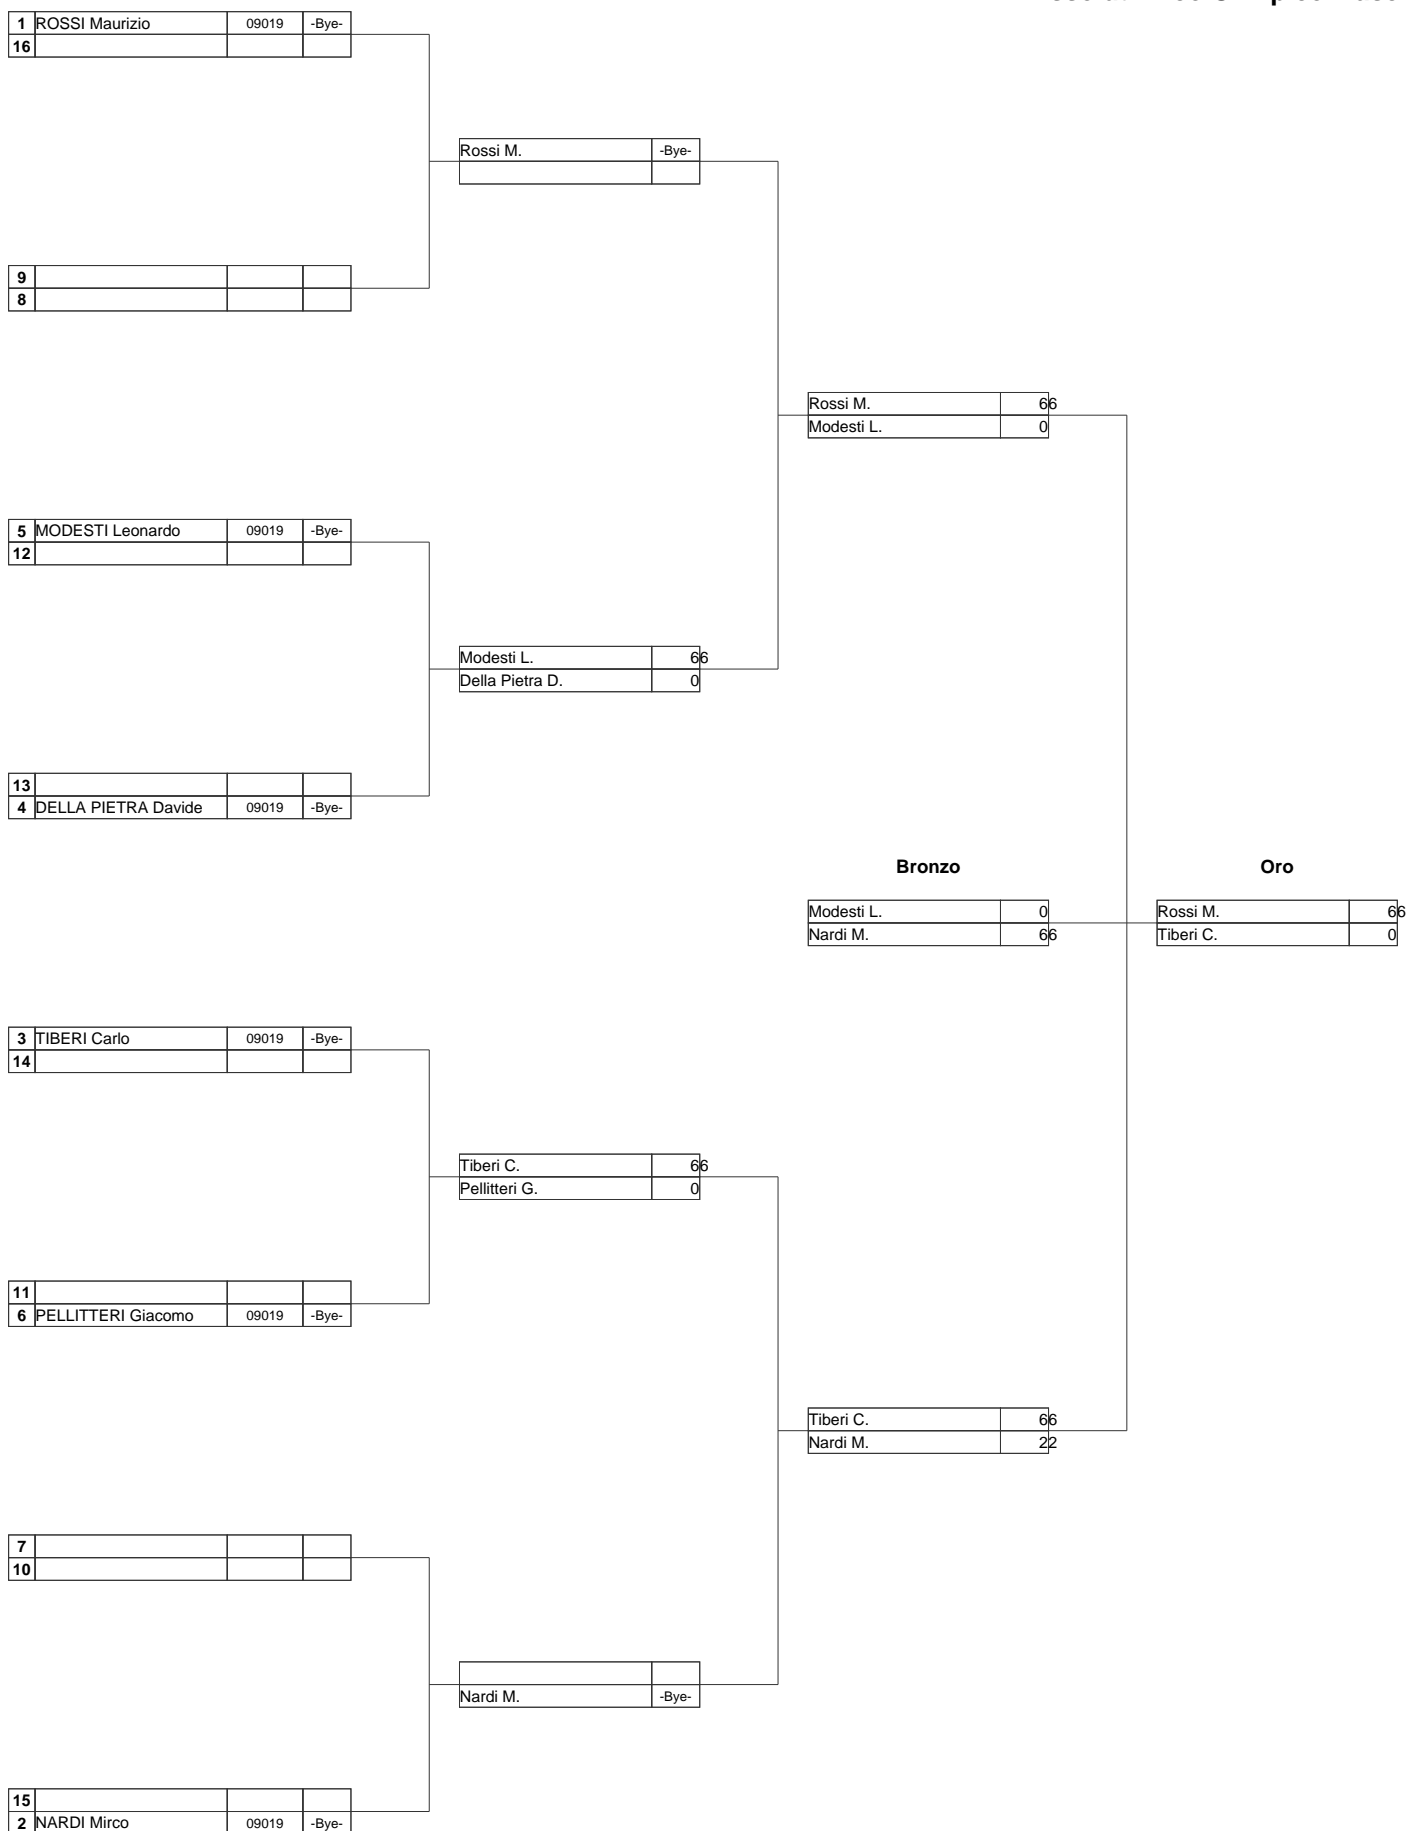 1 ROSSI Maurizio 09019 -Bye-
16
Rossi M. -Bye-
9
8
Rossi M. 66
Modesti L. 0
5 MODESTI Leonardo 09019 -Bye-
12
Modesti L. 66
Della Pietra D. 0
13
4 DELLA PIETRA Davide 09019 -Bye-
Bronzo Oro
Modesti L. 0 Rossi M. 66
Nardi M. 66 Tiberi C. 0
3 TIBERI Carlo 09019 -Bye-
14
Tiberi C. 66
Pellitteri G. 0
11
6 PELLITTERI Giacomo 09019 -Bye-
Tiberi C. 66
Nardi M. 22
7
10
Nardi M. -Bye-
15
2 NARDI Mirco 09019 -Bye-